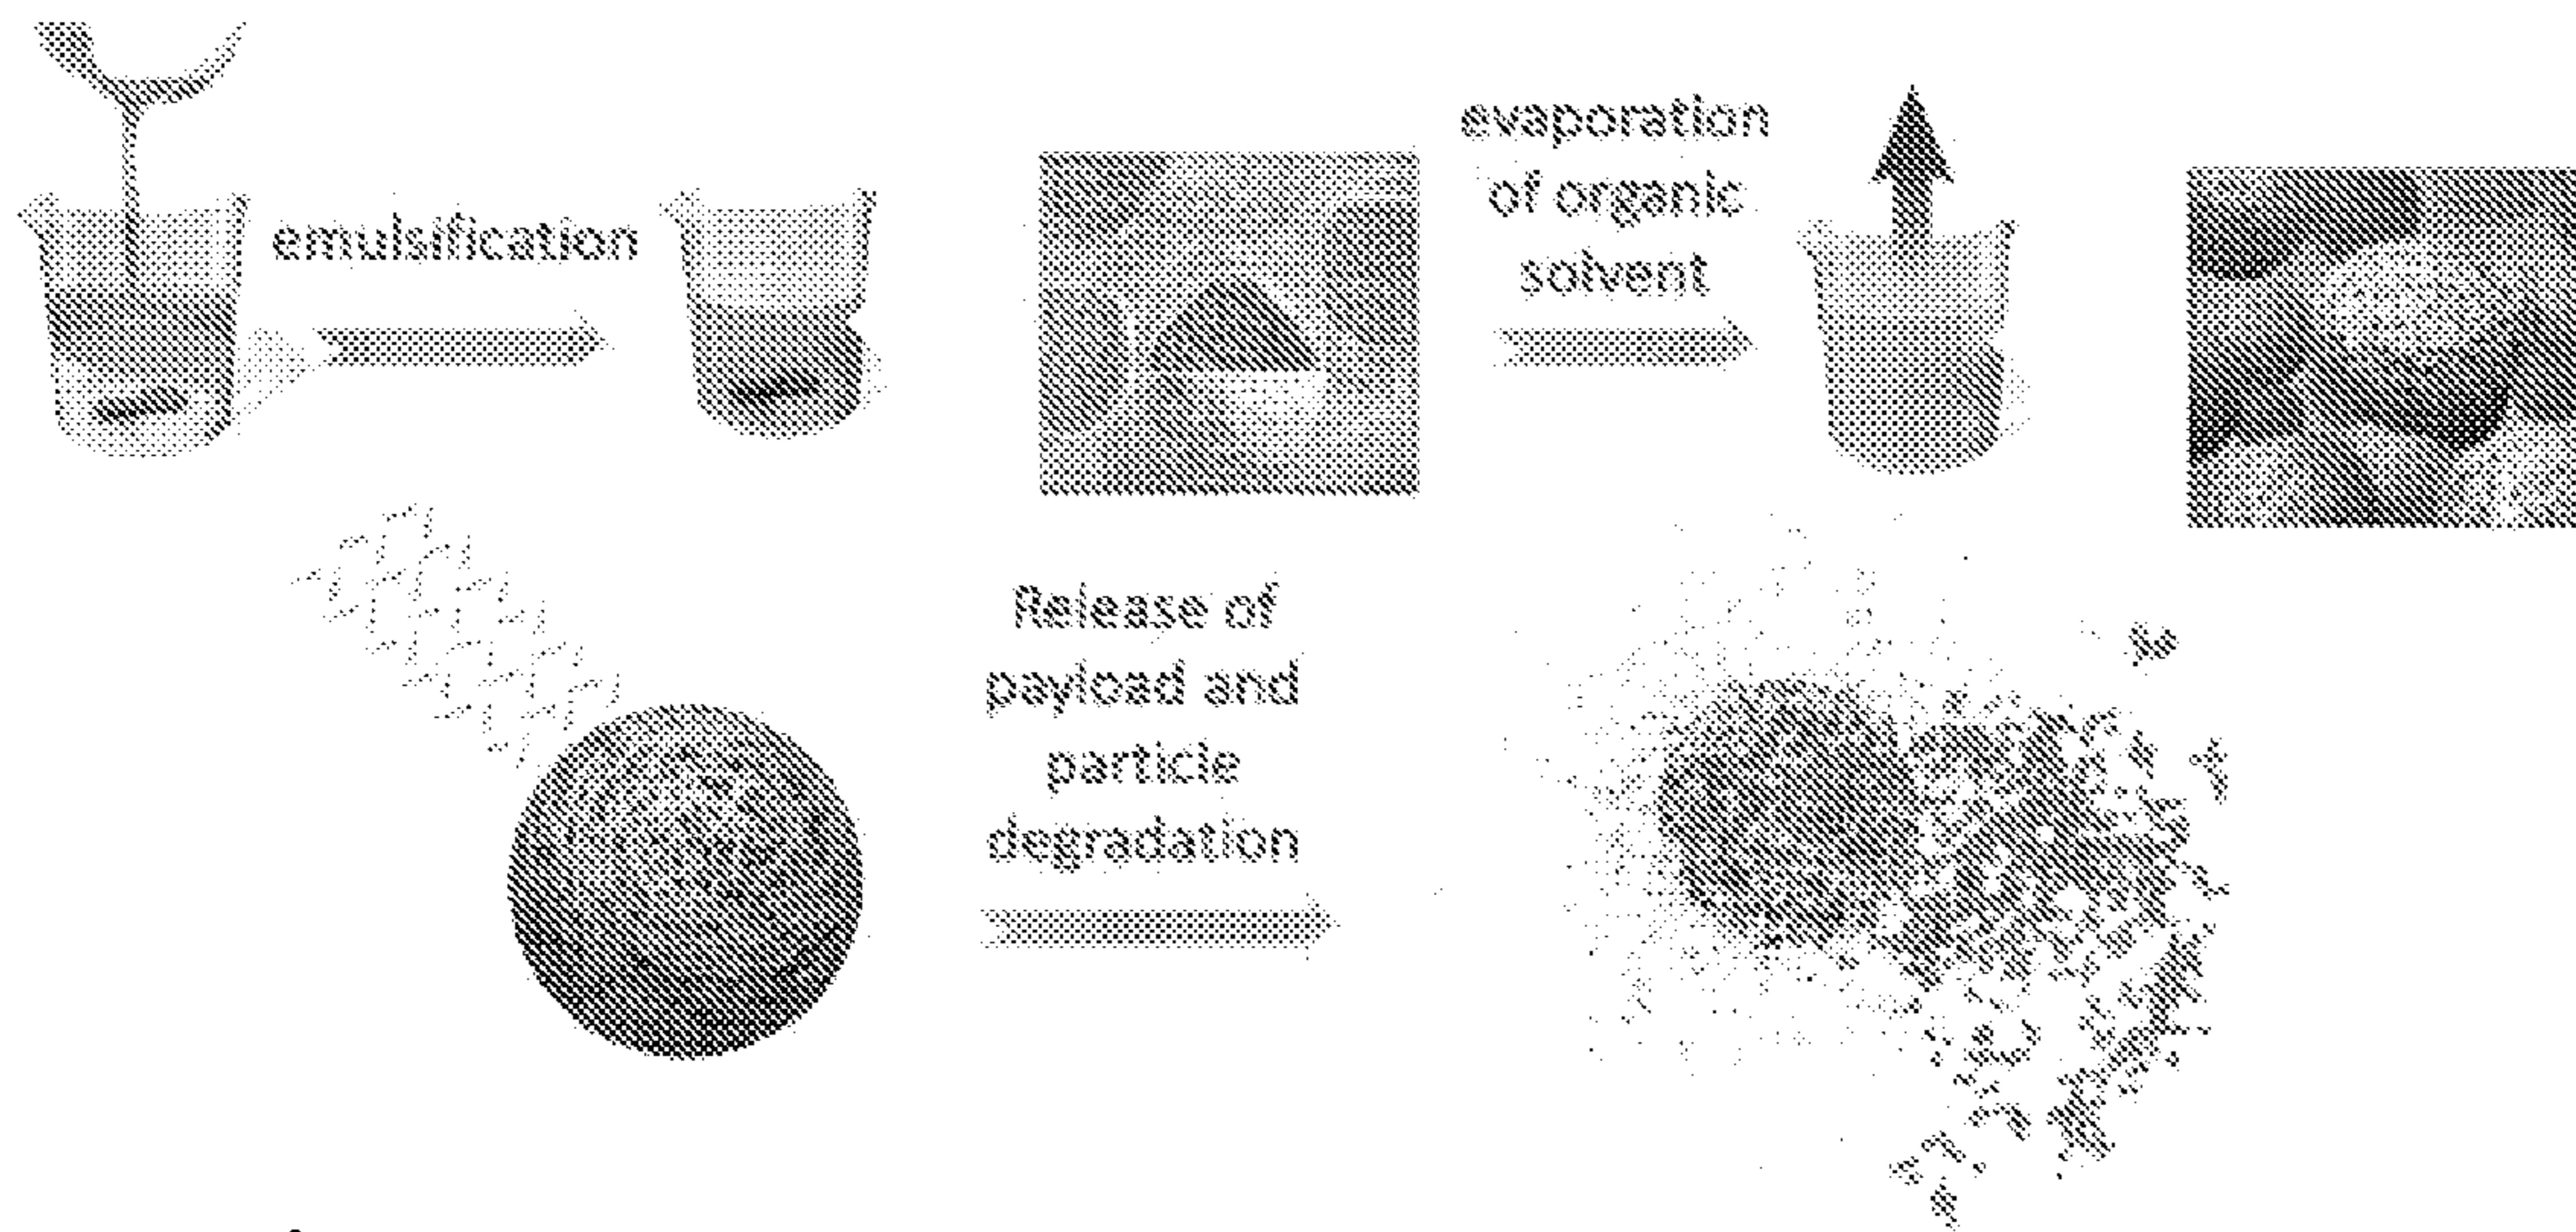 emulsification
evaporation
of organic
solvent
Release of
payload and
particle
degradation